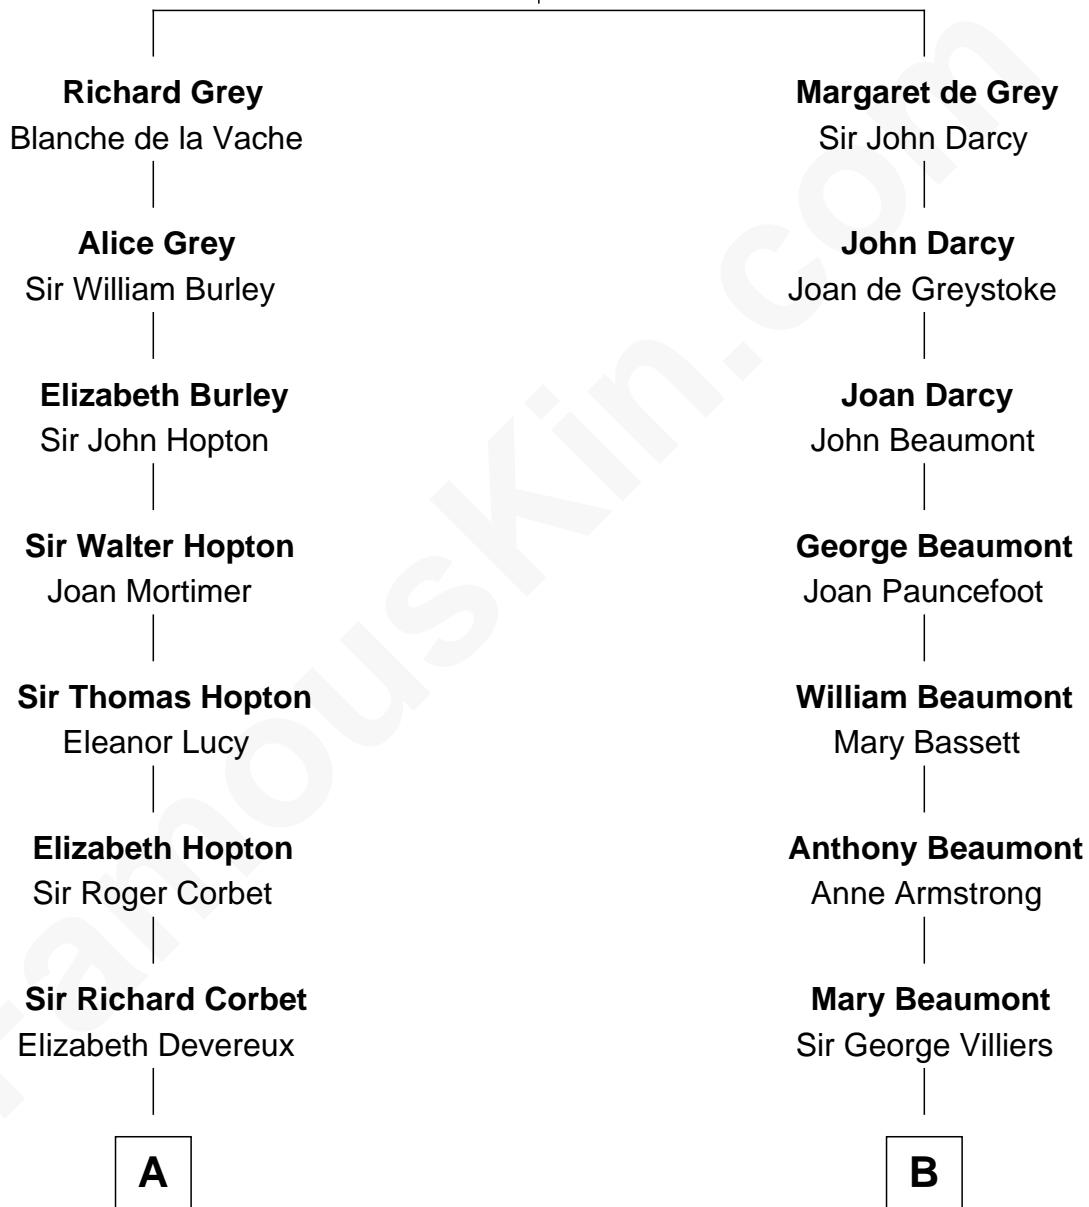 Richard Grey
Blanche de la Vache
Alice Grey
Sir William Burley
Elizabeth Burley
Sir John Hopton
Sir Walter Hopton
Joan Mortimer
Sir Thomas Hopton
Eleanor Lucy
Elizabeth Hopton
Sir Roger Corbet
Sir Richard Corbet
Elizabeth Devereux
A
Margaret de Grey
Sir John Darcy
John Darcy
Joan de Greystoke
Joan Darcy
John Beaumont
George Beaumont
Joan Pauncefoot
William Beaumont
Mary Bassett
Anthony Beaumont
Anne Armstrong
Mary Beaumont
Sir George Villiers
B
FamousKin.com